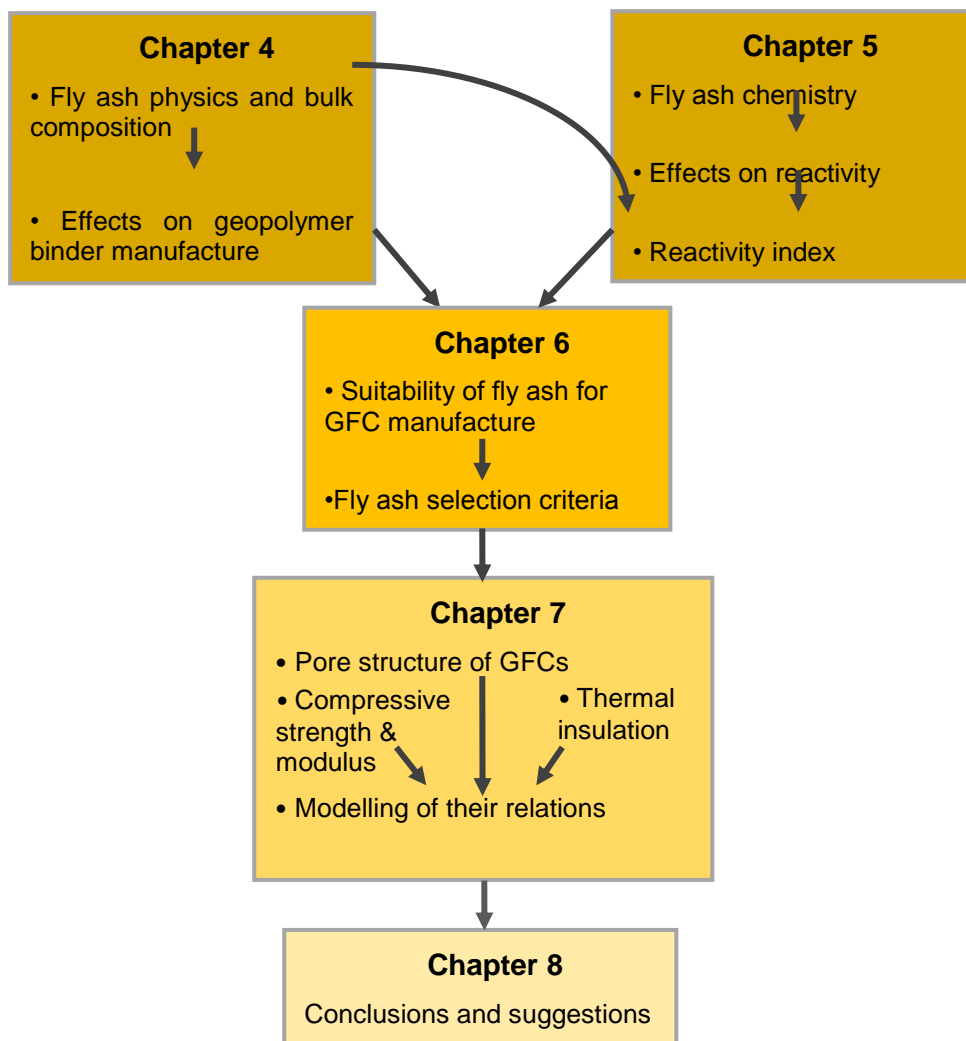 Chapter 4
• Fly ash physics and bulk
composition
• Effects on geopolymer
binder manufacture
Chapter 5
• Fly ash chemistry
• Effects on reactivity
• Reactivity index
Chapter 6
• Suitability of fly ash for
GFC manufacture
•Fly ash selection criteria
Chapter 7
• Pore structure of GFCs
• Compressive
strength &
modulus
• Thermal
insulation
• Modelling of their relations
Chapter 8
Conclusions and suggestions